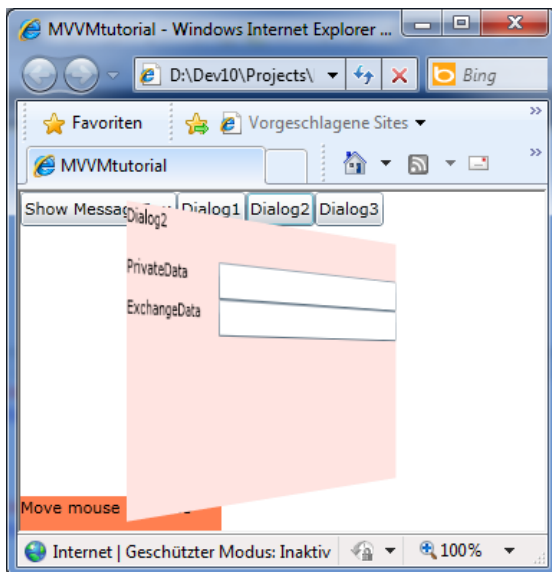 MVVMtutorial - Windows Internet Explorer ...
D:\Dev10\Projects\ Bing
Favoriten Vorgeschlagene Sites
MVVMtutorial
Show Dialog1 Dialog2 Dialog3
Dialog2
PrivateData
ExchangeData
Move mouse
Internet | Geschützter Modus: Inaktiv 100%